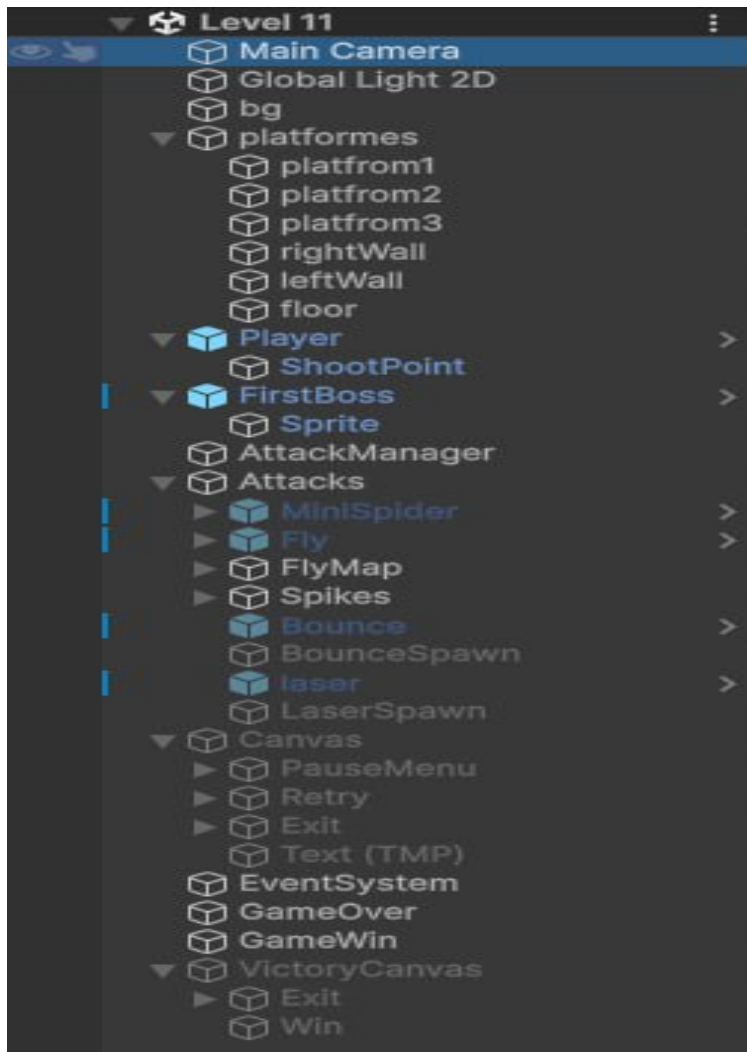 Level 11
Main Camera
Global Light 2D
bg
platformes
platfrom1
platfrom2
platfrom3
rightWall
leftWall
floor
Player
ShootPoint
FirstBoss
Sprite
AttackManager
Attacks
MiniSpider
Fly
FlyMap
Spikes
Bounce
BounceSpawn
laser
LaserSpawn
Canvas
PauseMenu
Retry
Exit
Text (TMP)
EventSystem
GameOver
GameWin
VictoryCanvas
Exit
Win